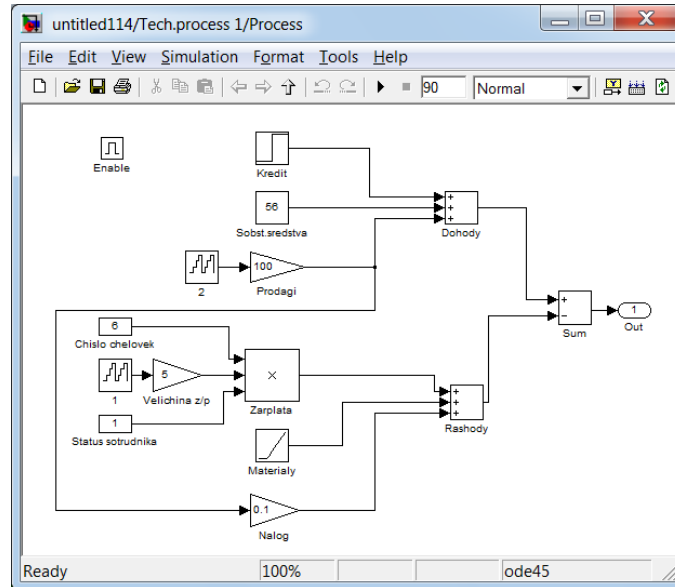 untitled114/Tech.process 1/Process
File Edit View Simulation Format Tools Help
90 Normal
Enable
Kredit
56
Sobst.sredstva
+
+
+
Dohody
2
100
Prodagi
+
−
Sum
1
Out
6
Chislo chelovek
1
5
Velichina z/p
×
Zarplata
1
Status sotrudnika
+
+
+
Rashody
Materialy
0.1
Nalog
Ready 100% ode45